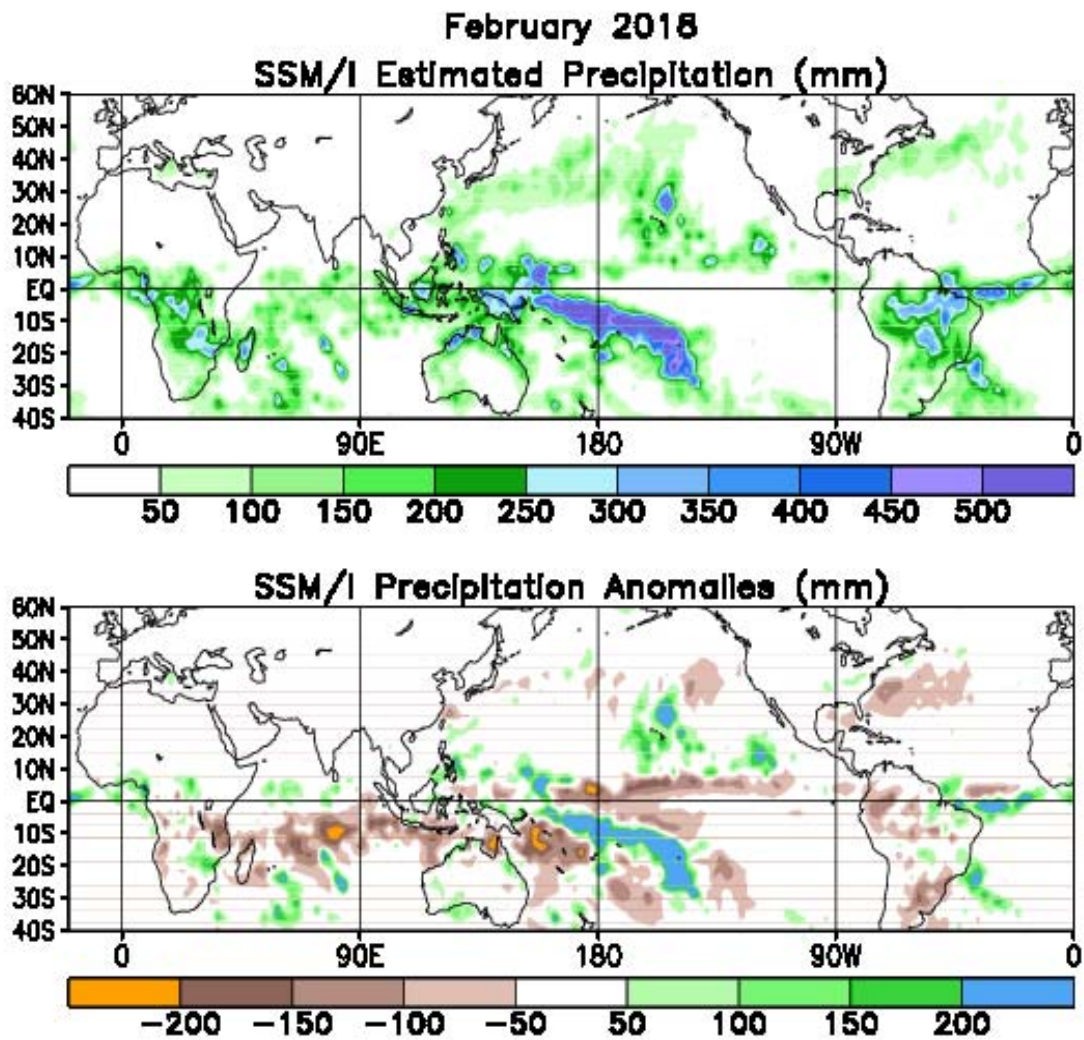 February 2018
SSM/I Estimated Precipitation (mm)
60N
50N
40N
30N
20N
10N
EQ
10S
20S
30S
40S
0 90E 180 90W 0
50 100 150 200 250 300 350 400 450 500
SSM/I Precipitation Anomalies (mm)
60N
50N
40N
30N
20N
10N
EQ
10S
20S
30S
40S
0 90E 180 90W 0
−200 −150 −100 −50 50 100 150 200